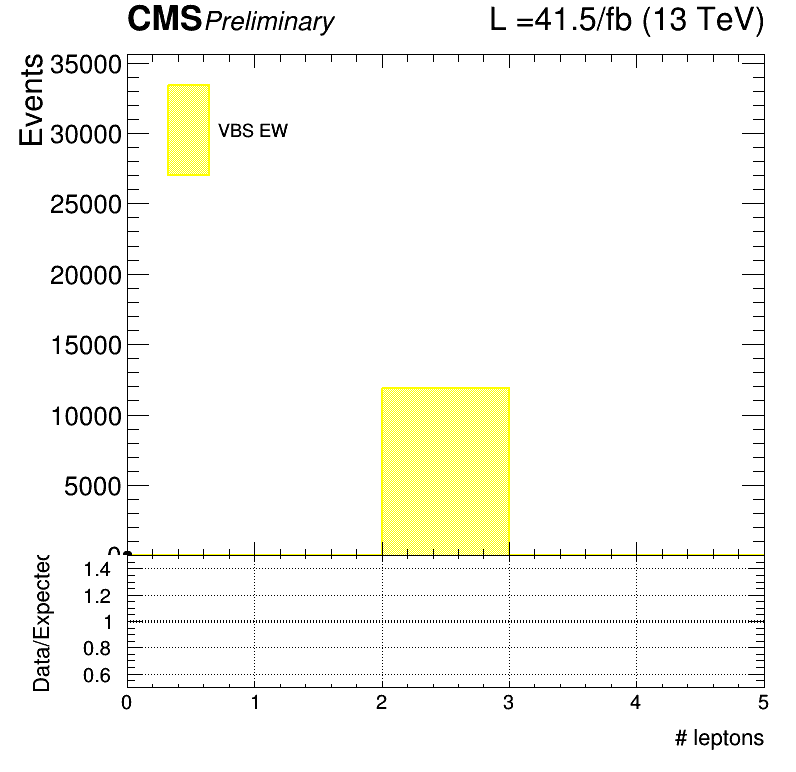 CMS Preliminary L =41.5/fb (13 TeV)
Events
35000
30000
25000
20000
15000
10000
5000
0
VBS EW
Data/Expected
1.4
1.2
1
0.8
0.6
0 1 2 3 4 5
# leptons